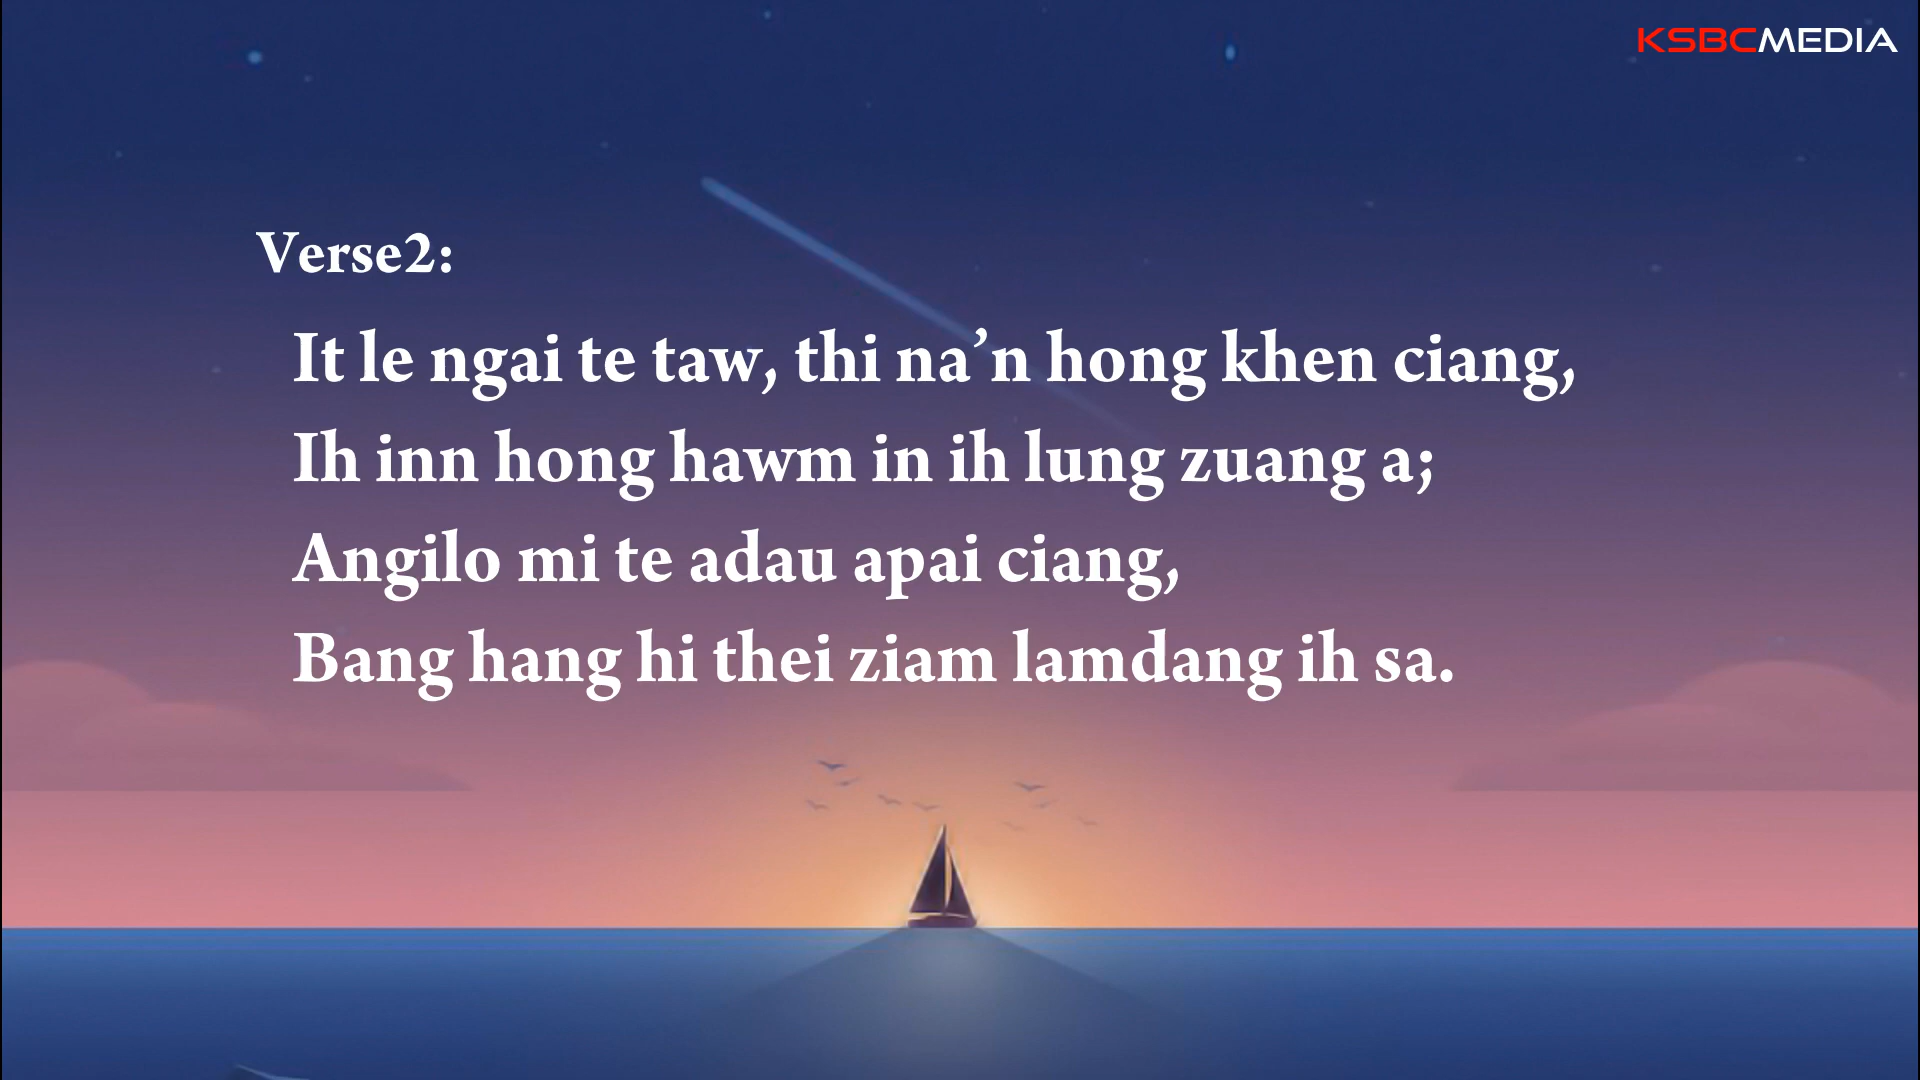 KSBCMEDIA
Verse2:
It le ngai te taw, thi na’n hong khen ciang,
Ih inn hong hawm in ih lung zuang a;
Angilo mi te adau apai ciang,
Bang hang hi thei ziam lamdang ih sa.